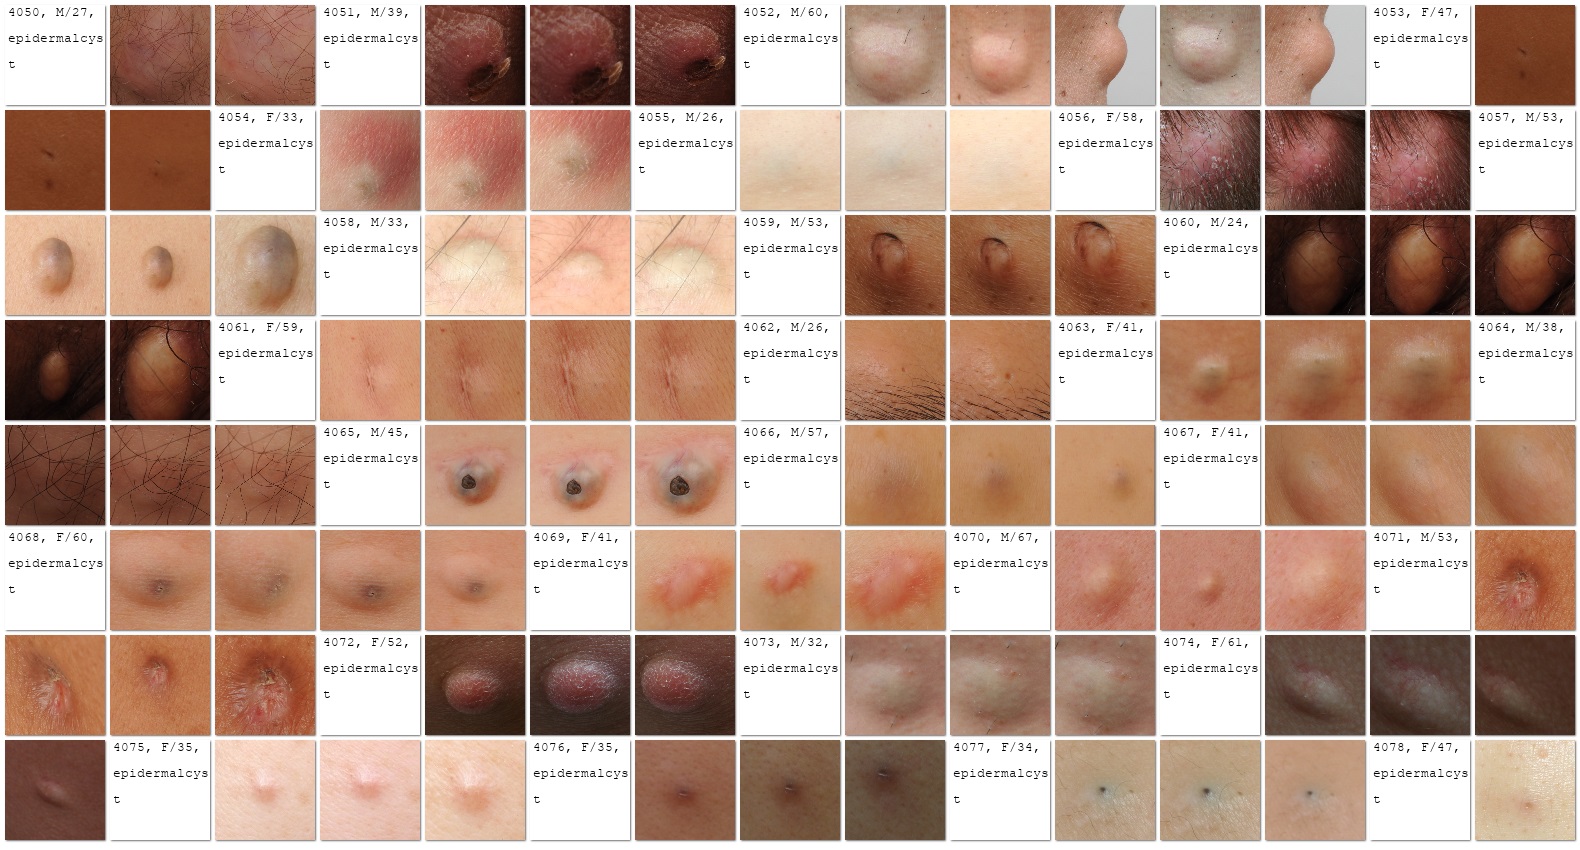 4050, M/27,
epidermalcys
t
4051, M/39,
epidermalcys
t
4052, M/60,
epidermalcys
t
4053, F/47,
epidermalcys
t
4054, F/33,
epidermalcys
t
4055, M/26,
epidermalcys
t
4056, F/58,
epidermalcys
t
4057, M/53,
epidermalcys
t
4058, M/33,
epidermalcys
t
4059, M/53,
epidermalcys
t
4060, M/24,
epidermalcys
t
4061, F/59,
epidermalcys
t
4062, M/26,
epidermalcys
t
4063, F/41,
epidermalcys
t
4064, M/38,
epidermalcys
t
4065, M/45,
epidermalcys
t
4066, M/57,
epidermalcys
t
4067, F/41,
epidermalcys
t
4068, F/60,
epidermalcys
t
4069, F/41,
epidermalcys
t
4070, M/67,
epidermalcys
t
4071, M/53,
epidermalcys
t
4072, F/52,
epidermalcys
t
4073, M/32,
epidermalcys
t
4074, F/61,
epidermalcys
t
4075, F/35,
epidermalcys
t
4076, F/35,
epidermalcys
t
4077, F/34,
epidermalcys
t
4078, F/47,
epidermalcys
t